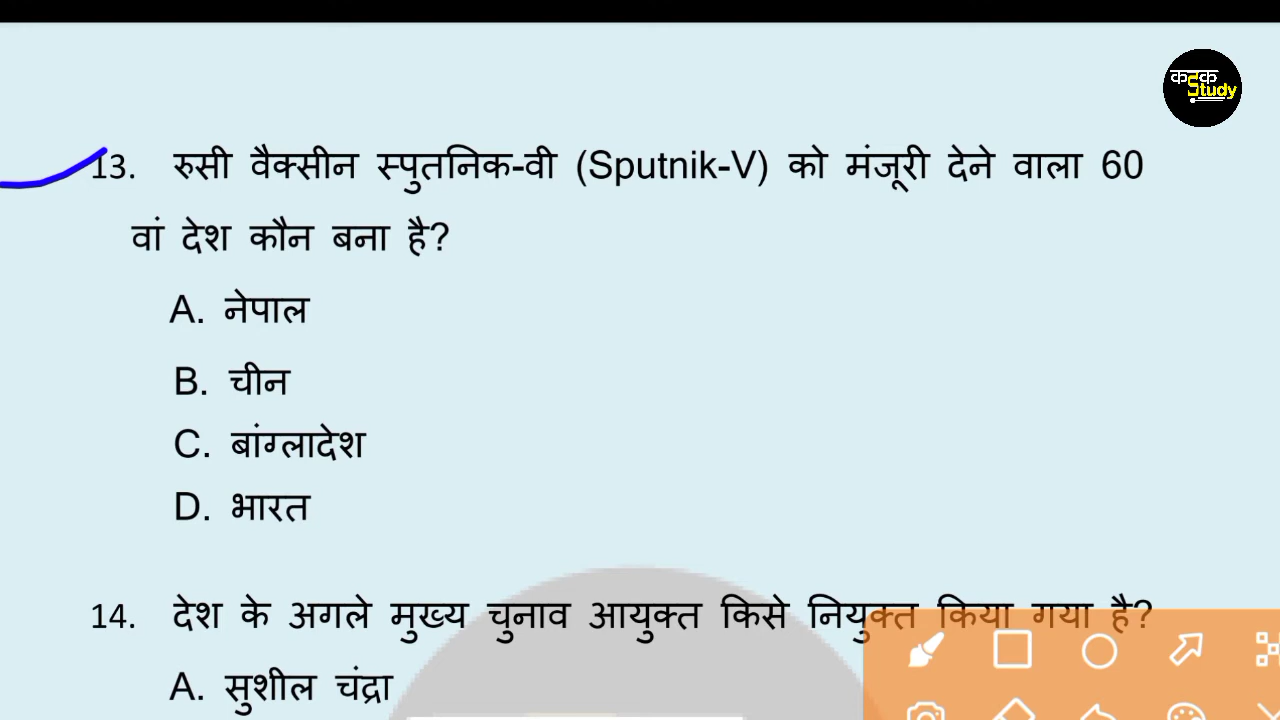 कटक
Study
13. रुसी वैक्सीन स्पुतनिक-वी (Sputnik-V) को मंजूरी देने वाला 60
वां देश कौन बना है?
A. नेपाल
B. चीन
C. बांग्लादेश
D. भारत
14. देश के अगले मुख्य चुनाव आयुक्त किसे नियुक्त किया गया है?
A. सुशील चंद्रा